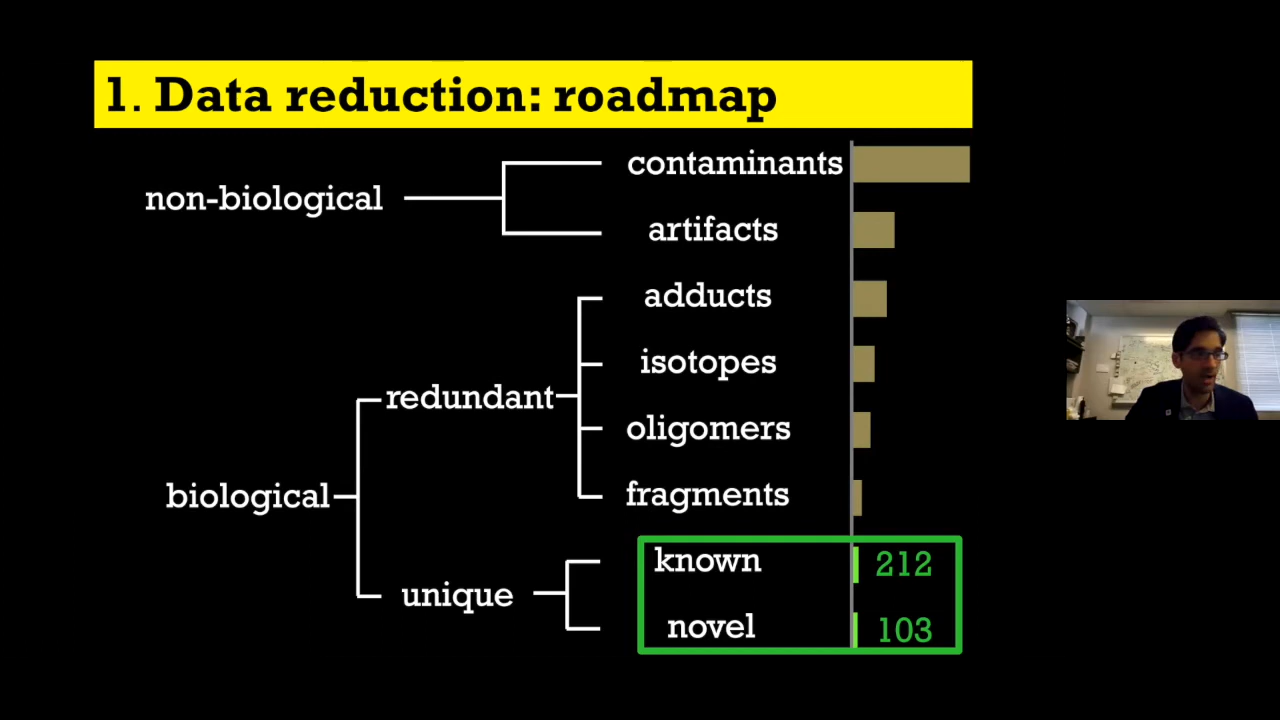 1. Data reduction: roadmap
contaminants
non-biological
artifacts
adducts
isotopes
redundant
oligomers
fragments
biological
known 212
unique
novel 103